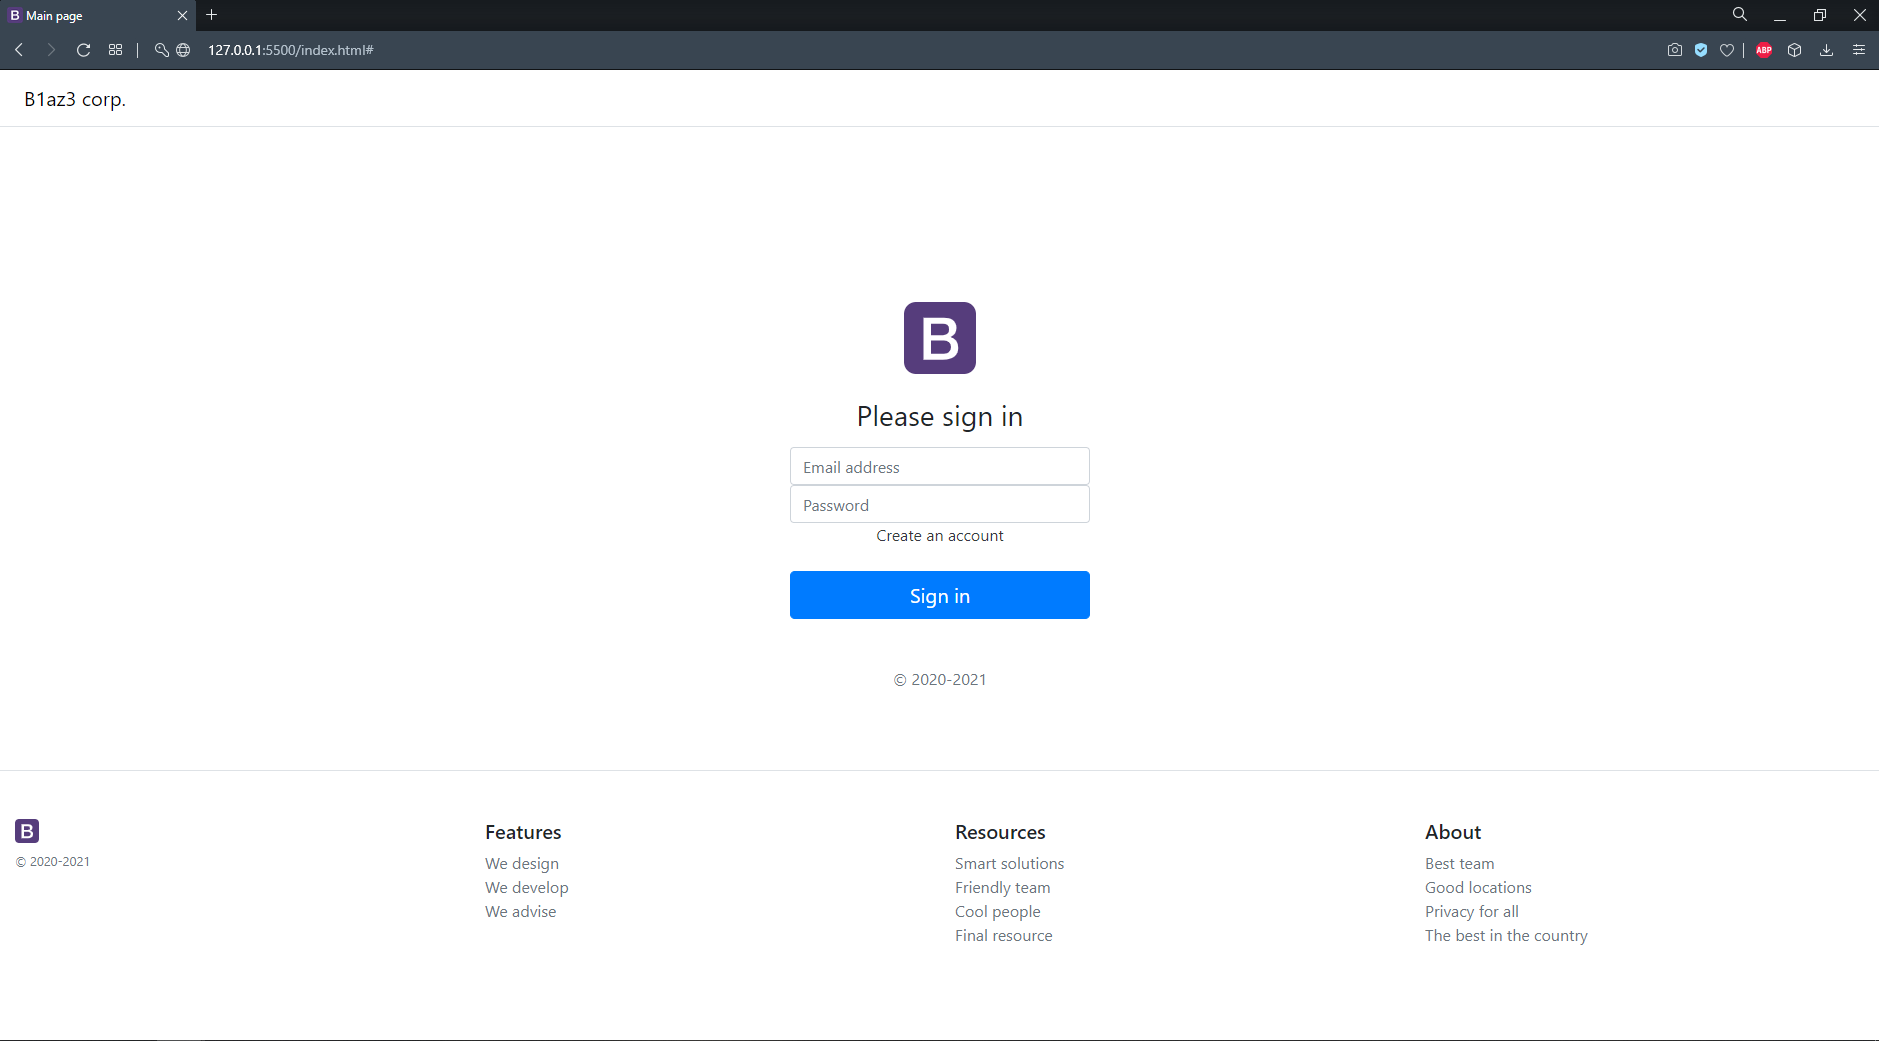 B Main page
127.0.0.1:5500/index.html#
ABP
B1az3 corp.
B
Please sign in
Email address
Password
Create an account
Sign in
© 2020-2021
B
© 2020-2021
Features
We design
We develop
We advise
Resources
Smart solutions
Friendly team
Cool people
Final resource
About
Best team
Good locations
Privacy for all
The best in the country